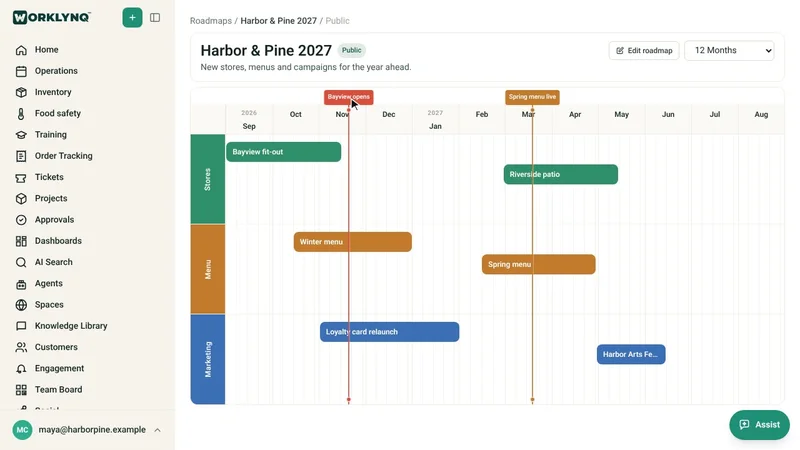 WORKLYNQ
Home
Operations
Inventory
Food safety
Training
Order Tracking
Tickets
Projects
Approvals
Dashboards
AI Search
Agents
Spaces
Knowledge Library
Customers
Engagement
Team Board
MC maya@harborpine.example
Roadmaps / Harbor & Pine 2027 / Public
Harbor & Pine 2027 Public
New stores, menus and campaigns for the year ahead.
Edit roadmap
12 Months
Bayview opens
Spring menu live
2026 2027
Sep Oct Nov Dec Jan Feb Mar Apr May Jun Jul Aug
Stores
Bayview fit-out
Riverside patio
Menu
Winter menu
Spring menu
Marketing
Loyalty card relaunch
Harbor Arts Fe...
Assist